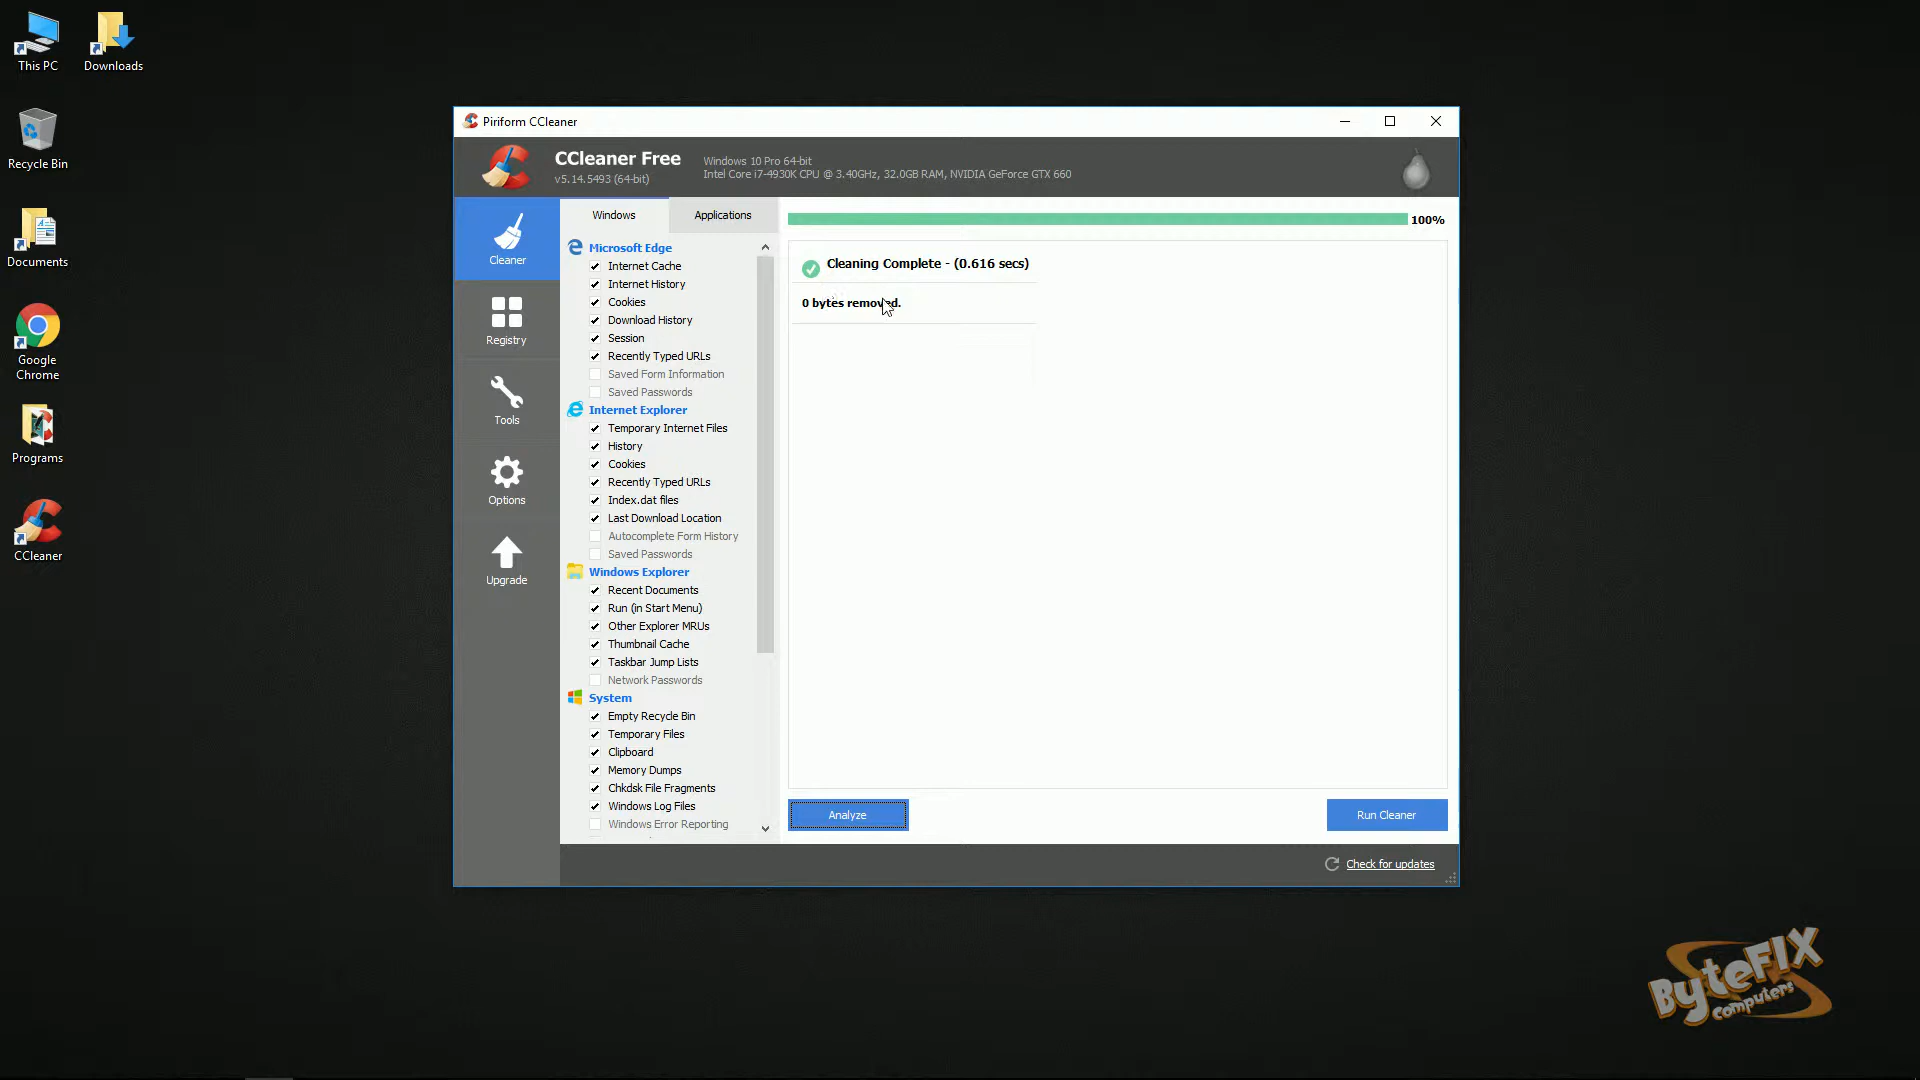 This PC
Downloads
Recycle Bin
Documents
Google
Chrome
Programs
CCleaner
Piriform CCleaner
CCleaner Free
v5.14.5493 (64-bit)
Windows 10 Pro 64-bit
Intel Core i7-4930K CPU @ 3.40GHz, 32.0GB RAM, NVIDIA GeForce GTX 660
Cleaner
Registry
Tools
Options
Upgrade
Windows
Applications
Microsoft Edge
Internet Cache
Internet History
Cookies
Download History
Session
Recently Typed URLs
Saved Form Information
Saved Passwords
Internet Explorer
Temporary Internet Files
History
Cookies
Recently Typed URLs
Index.dat files
Last Download Location
Autocomplete Form History
Saved Passwords
Windows Explorer
Recent Documents
Run (in Start Menu)
Other Explorer MRUs
Thumbnail Cache
Taskbar Jump Lists
Network Passwords
System
Empty Recycle Bin
Temporary Files
Clipboard
Memory Dumps
Chkdsk File Fragments
Windows Log Files
Windows Error Reporting
100%
Cleaning Complete - (0.616 secs)
0 bytes removed.
Analyze
Run Cleaner
Check for updates
ByteFIX
Computers